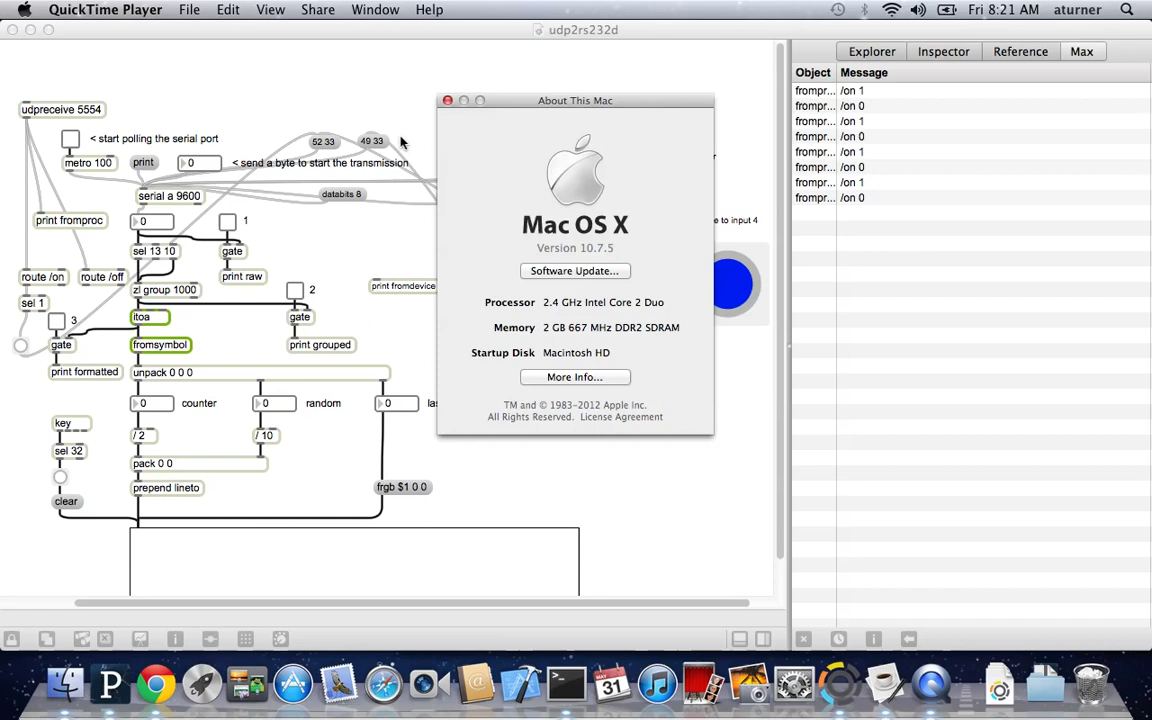 QuickTime Player File Edit View Share Window Help
Fri 8:21 AM aturner
udp2rs232d
Explorer Inspector Reference Max
Object Message
frompr... /on 1
frompr... /on 0
frompr... /on 1
frompr... /on 0
frompr... /on 1
frompr... /on 0
frompr... /on 1
frompr... /on 0
udpreceive 5554
< start polling the serial port
52 33
49 33
metro 100
print
0
< send a byte to start the transmission
serial a 9600
databits 8
print fromproc
0
1
o input 4
sel 13 10
gate
route /on
route /off
print raw
print fromdevice
zl group 1000
2
sel 1
3
itoa
gate
gate
fromsymbol
print grouped
print formatted
unpack 0 0 0
0
counter
0
random
0
key
/ 2
/ 10
sel 32
pack 0 0
prepend lineto
frgb $1 0 0
clear
About This Mac
Mac OS X
Version 10.7.5
Software Update...
Processor 2.4 GHz Intel Core 2 Duo
Memory 2 GB 667 MHz DDR2 SDRAM
Startup Disk Macintosh HD
More Info...
TM and © 1983-2012 Apple Inc.
All Rights Reserved. License Agreement
MAY
31